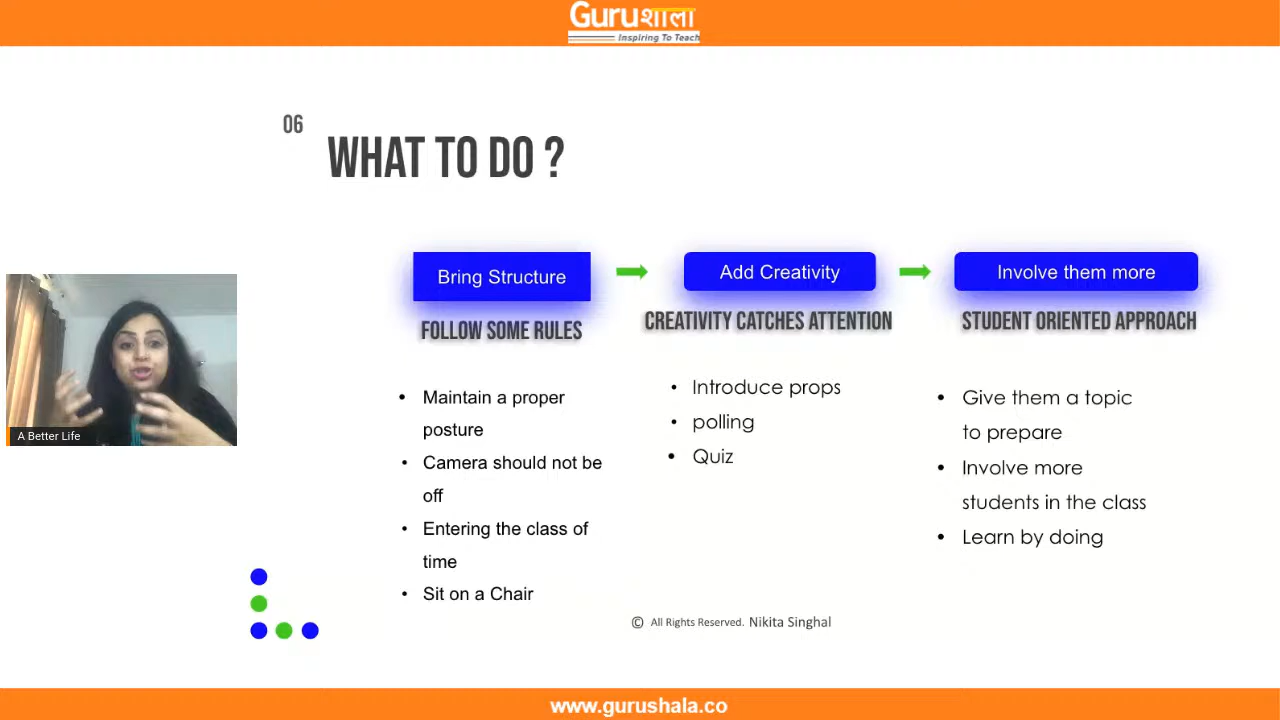 Guruशाला
Inspiring To Teach
06
WHAT TO DO ?
Bring Structure
FOLLOW SOME RULES
• Maintain a proper
posture
• Camera should not be
off
• Entering the class of
time
• Sit on a Chair
Add Creativity
CREATIVITY CATCHES ATTENTION
• Introduce props
• polling
• Quiz
Involve them more
STUDENT ORIENTED APPROACH
• Give them a topic
to prepare
• Involve more
students in the class
• Learn by doing
A Better Life
© All Rights Reserved. Nikita Singhal
www.gurushala.co